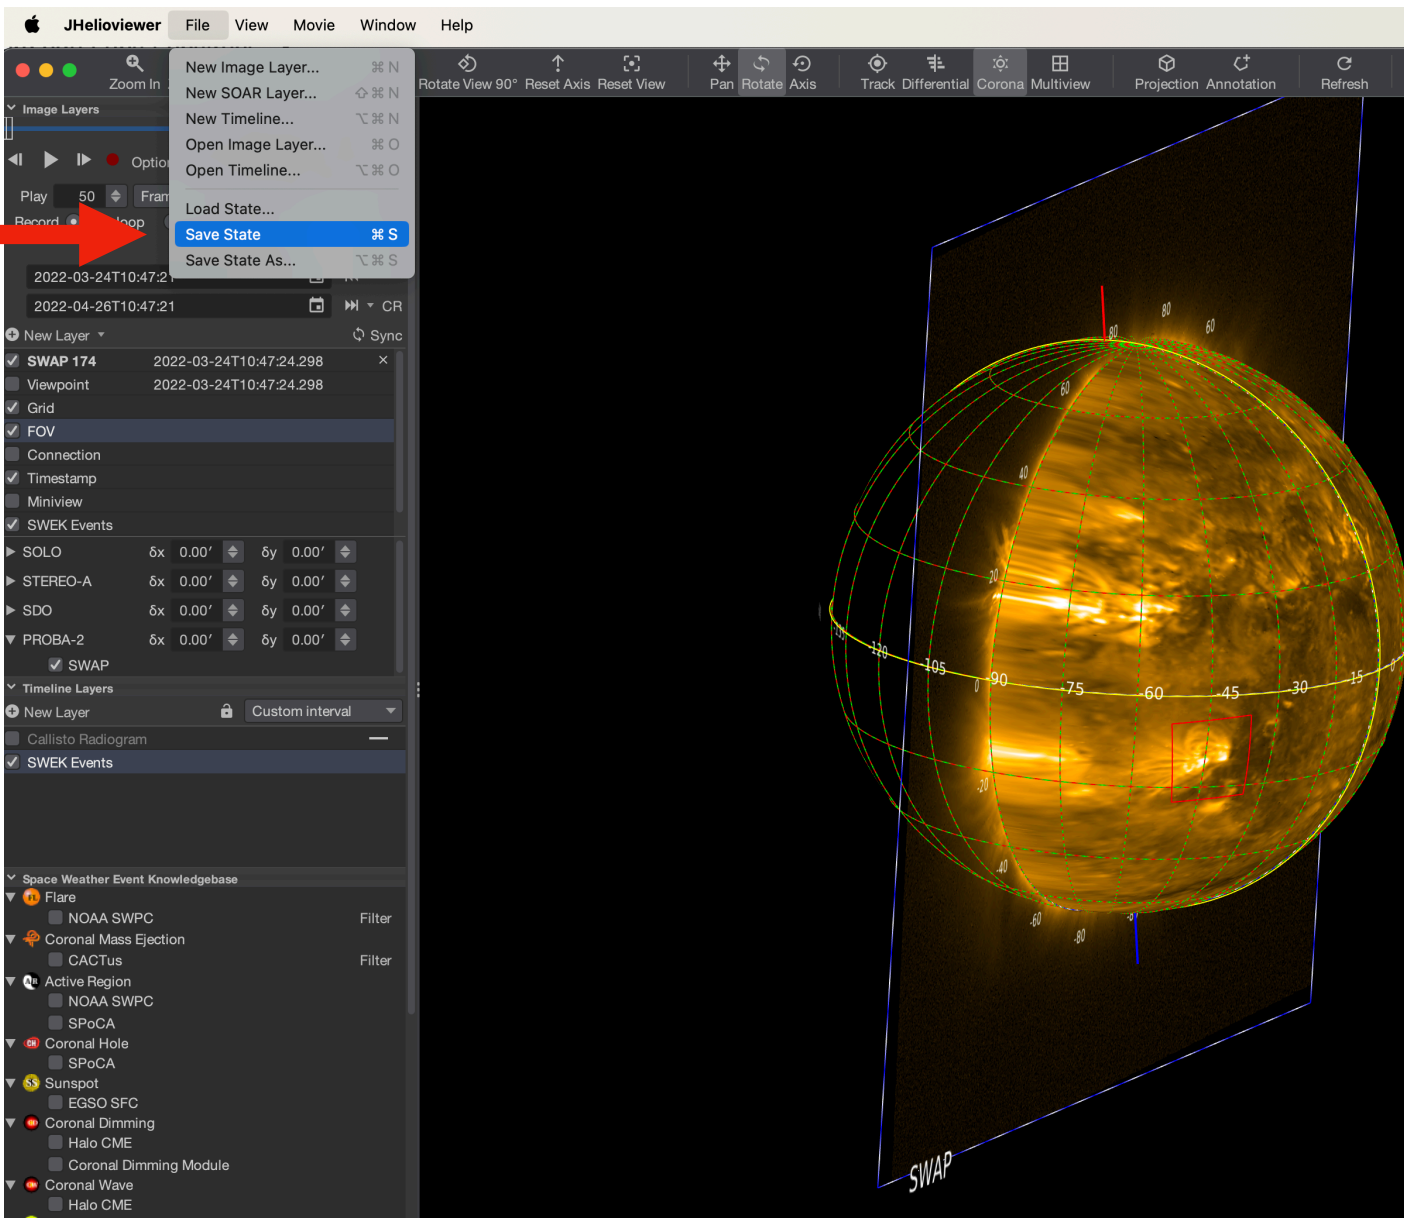 JHelioviewer File View Movie Window Help
Zoom In
Rotate View 90° Reset Axis Reset View Pan Rotate Axis Track Differential Corona Multiview Projection Annotation Refresh
New Image Layer... ⌘ N
New SOAR Layer... ⇧ ⌘ N
New Timeline... ⌥ ⌘ N
Open Image Layer... ⌘ O
Open Timeline... ⌥ ⌘ O
Load State...
Save State ⌘ S
Save State As... ⌥ ⌘ S
Image Layers
Play 50
Record
2022-03-24T10:47:21
2022-04-26T10:47:21 CR
New Layer Sync
SWAP 174 2022-03-24T10:47:24.298
Viewpoint 2022-03-24T10:47:24.298
Grid
FOV
Connection
Timestamp
Miniview
SWEK Events
SOLO δx 0.00′ δy 0.00′
STEREO-A δx 0.00′ δy 0.00′
SDO δx 0.00′ δy 0.00′
PROBA-2 δx 0.00′ δy 0.00′
SWAP
Timeline Layers
New Layer Custom interval
Callisto Radiogram
SWEK Events
Space Weather Event Knowledgebase
FL Flare
NOAA SWPC Filter
Coronal Mass Ejection
CACTus Filter
AR Active Region
NOAA SWPC
SPoCA
CH Coronal Hole
SPoCA
SS Sunspot
EGSO SFC
Coronal Dimming
Halo CME
Coronal Dimming Module
Coronal Wave
Halo CME
80
80
60
60
40
20
-120 -105 0 -90 -75 -60 -45 -30 -15 0
-20
-40
-60
-80
SWAP